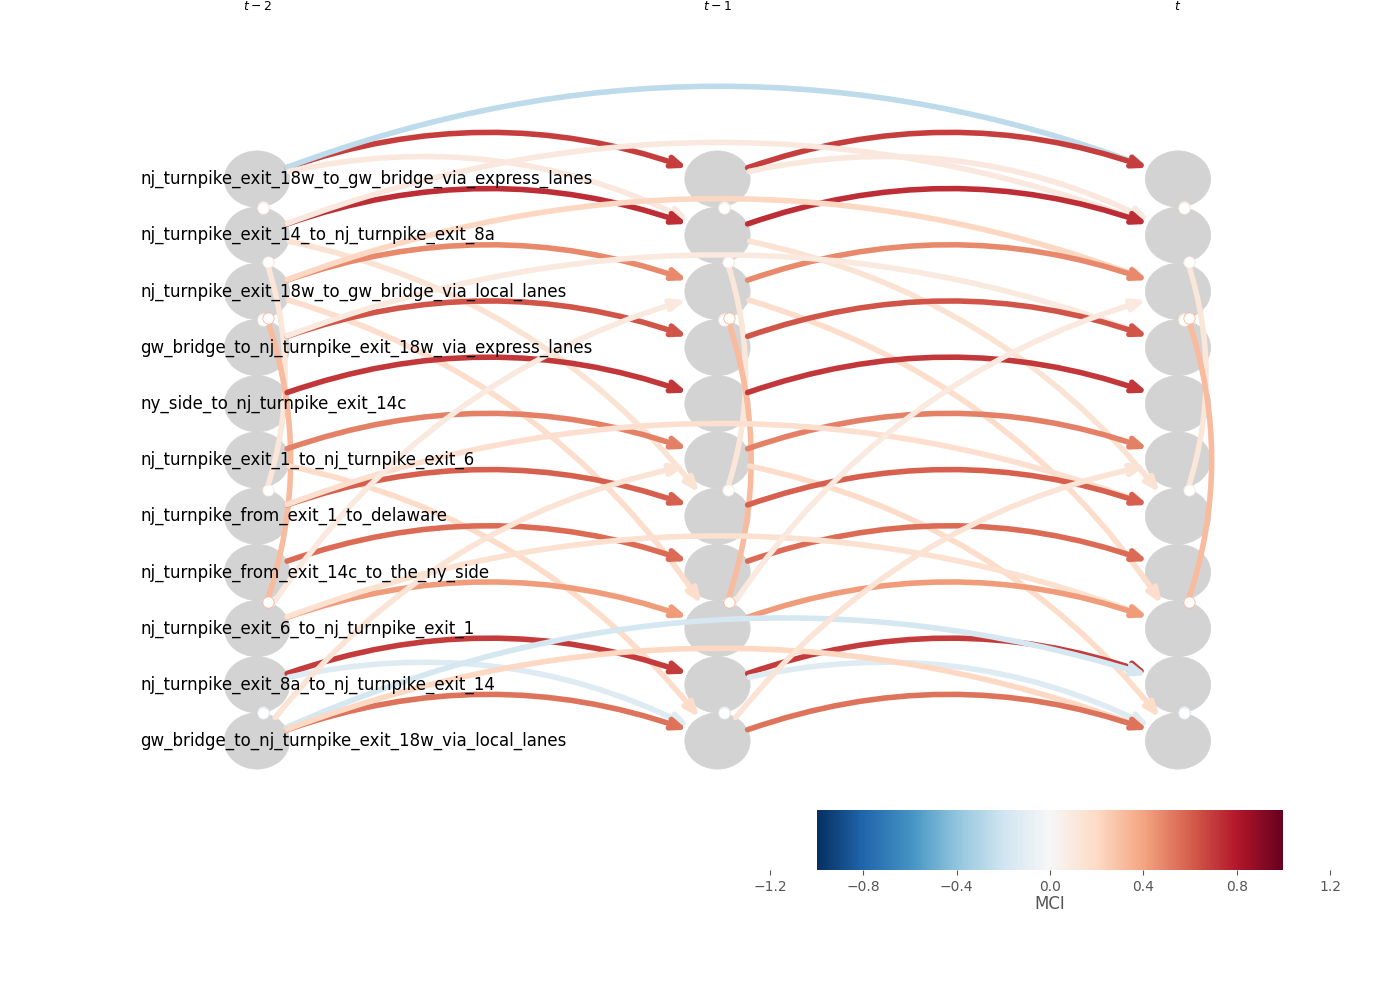 t − 2 t − 1 t
nj_turnpike_exit_18w_to_gw_bridge_via_express_lanes
nj_turnpike_exit_14_to_nj_turnpike_exit_8a
nj_turnpike_exit_18w_to_gw_bridge_via_local_lanes
gw_bridge_to_nj_turnpike_exit_18w_via_express_lanes
ny_side_to_nj_turnpike_exit_14c
nj_turnpike_exit_1_to_nj_turnpike_exit_6
nj_turnpike_from_exit_1_to_delaware
nj_turnpike_from_exit_14c_to_the_ny_side
nj_turnpike_exit_6_to_nj_turnpike_exit_1
nj_turnpike_exit_8a_to_nj_turnpike_exit_14
gw_bridge_to_nj_turnpike_exit_18w_via_local_lanes
−1.2 −0.8 −0.4 0.0 0.4 0.8 1.2
MCI